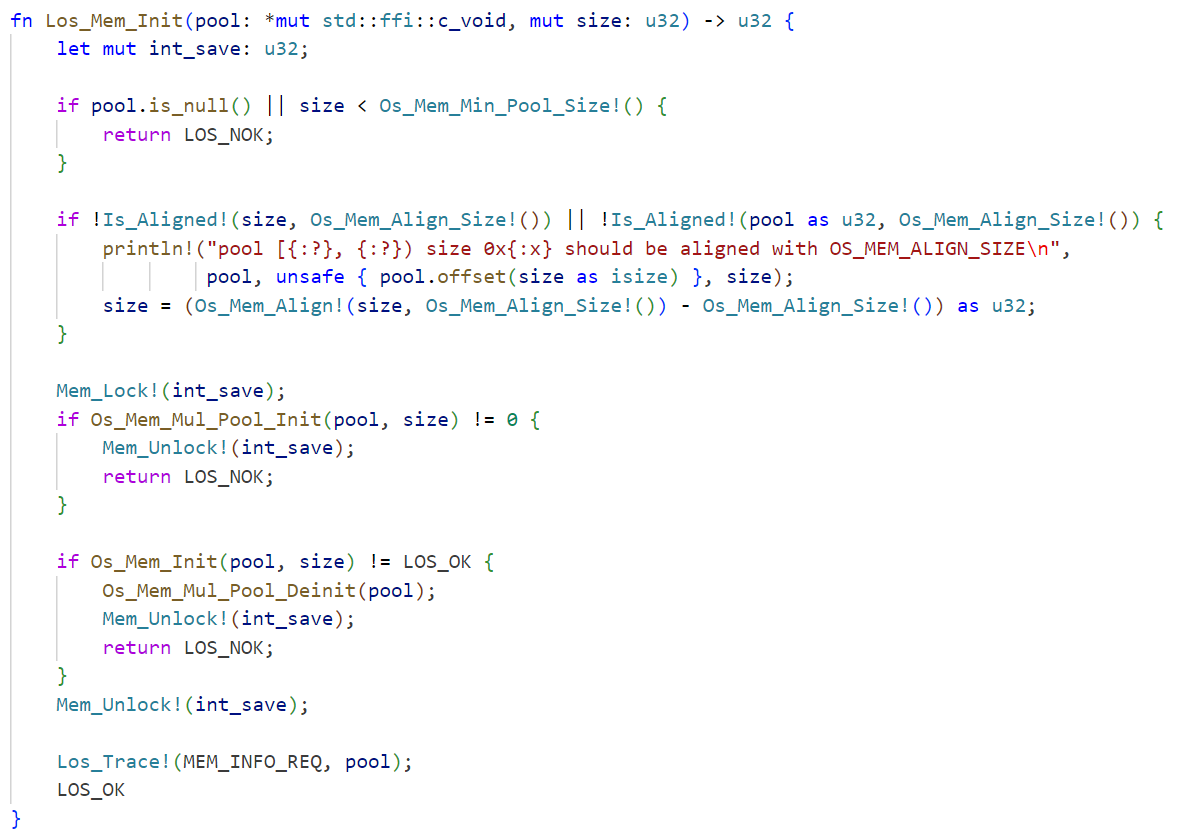 fn Los_Mem_Init(pool: *mut std::ffi::c_void, mut size: u32) -> u32 {
    let mut int_save: u32;

    if pool.is_null() || size < Os_Mem_Min_Pool_Size!() {
        return LOS_NOK;
    }

    if !Is_Aligned!(size, Os_Mem_Align_Size!()) || !Is_Aligned!(pool as u32, Os_Mem_Align_Size!()) {
        println!("pool [{:?}, {:?}) size 0x{:x} should be aligned with OS_MEM_ALIGN_SIZE\n",
                 pool, unsafe { pool.offset(size as isize) }, size);
        size = (Os_Mem_Align!(size, Os_Mem_Align_Size!()) - Os_Mem_Align_Size!()) as u32;
    }

    Mem_Lock!(int_save);
    if Os_Mem_Mul_Pool_Init(pool, size) != 0 {
        Mem_Unlock!(int_save);
        return LOS_NOK;
    }

    if Os_Mem_Init(pool, size) != LOS_OK {
        Os_Mem_Mul_Pool_Deinit(pool);
        Mem_Unlock!(int_save);
        return LOS_NOK;
    }
    Mem_Unlock!(int_save);

    Los_Trace!(MEM_INFO_REQ, pool);
    LOS_OK
}